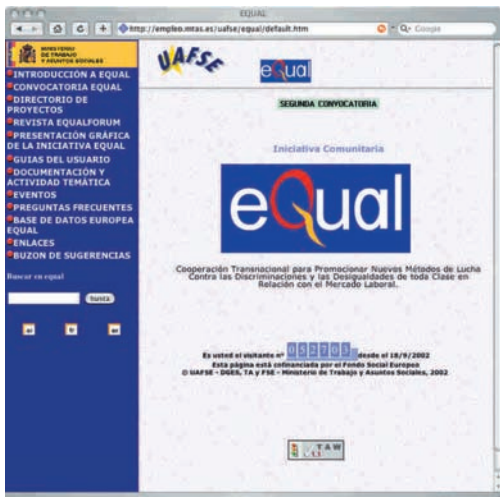 EQUAL
http://empleo.mtas.es/uafse/equal/default.htm
Q- Google
MINISTERIO
DE TRABAJO
Y ASUNTOS SOCIALES
INTRODUCCIÓN A EQUAL
CONVOCATORIA EQUAL
DIRECTORIO DE
PROYECTOS
REVISTA EQUALFORUM
PRESENTACIÓN GRÁFICA
DE LA INICIATIVA EQUAL
GUIAS DEL USUARIO
DOCUMENTACIÓN Y
ACTIVIDAD TEMÁTICA
EVENTOS
PREGUNTAS FRECUENTES
BASE DE DATOS EUROPEA
EQUAL
ENLACES
BUZON DE SUGERENCIAS
Buscar en equal
busca
UAFSE
eQual
SEGUNDA CONVOCATORIA
Iniciativa Comunitaria
eQual
Cooperación Transnacional para Promocionar Nuevos Métodos de Lucha
Contra las Discriminaciones y las Desigualdades de toda Clase en
Relación con el Mercado Laboral.
Es usted el visitante nº 052705 desde el 18/9/2002
Esta página está cofinanciada por el Fondo Social Europeo
© UAFSE - DGES, TA y FSE - Ministerio de Trabajo y Asuntos Sociales, 2002
TAW